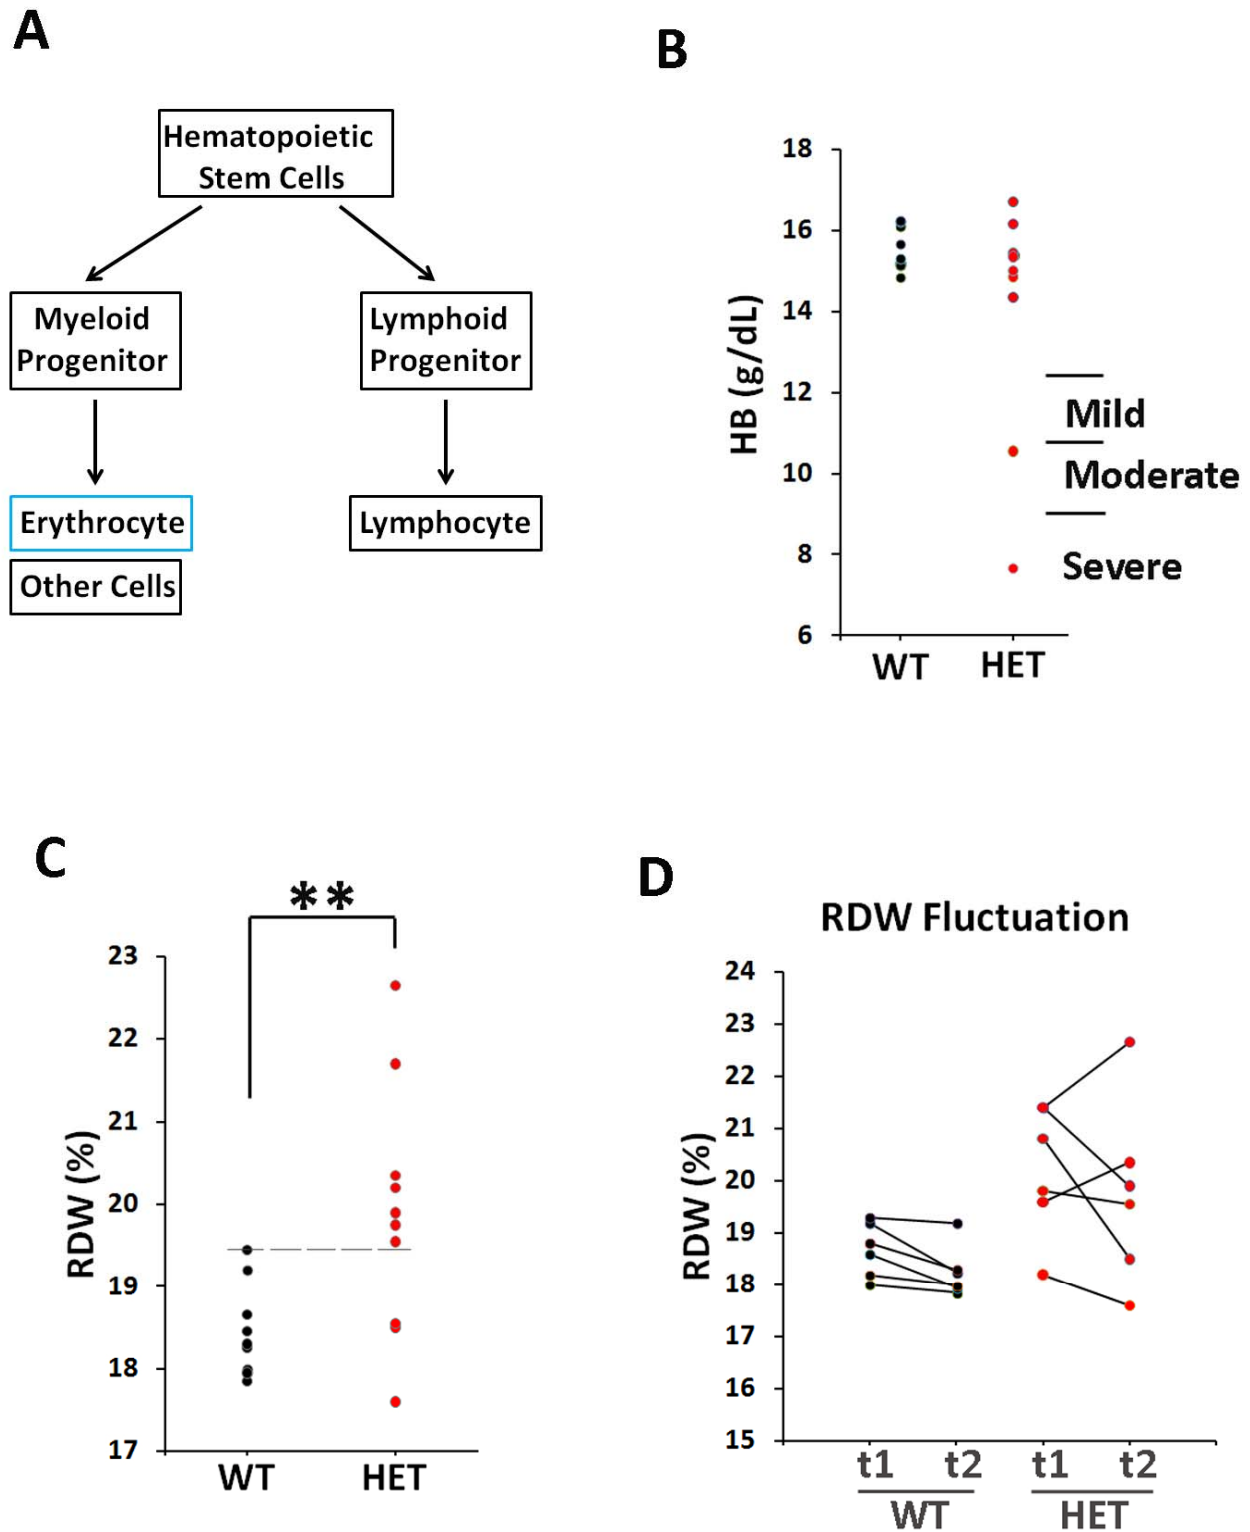 A
Hematopoietic
Stem Cells
Myeloid
Progenitor
Lymphoid
Progenitor
Erythrocyte
Lymphocyte
Other Cells
B
HB (g/dL)
18
16
14
12
10
8
6
Mild
Moderate
Severe
WT HET
C
**
RDW (%)
23
22
21
20
19
18
17
WT HET
D
RDW Fluctuation
RDW (%)
24
23
22
21
20
19
18
17
16
15
t1 t2 t1 t2
WT HET